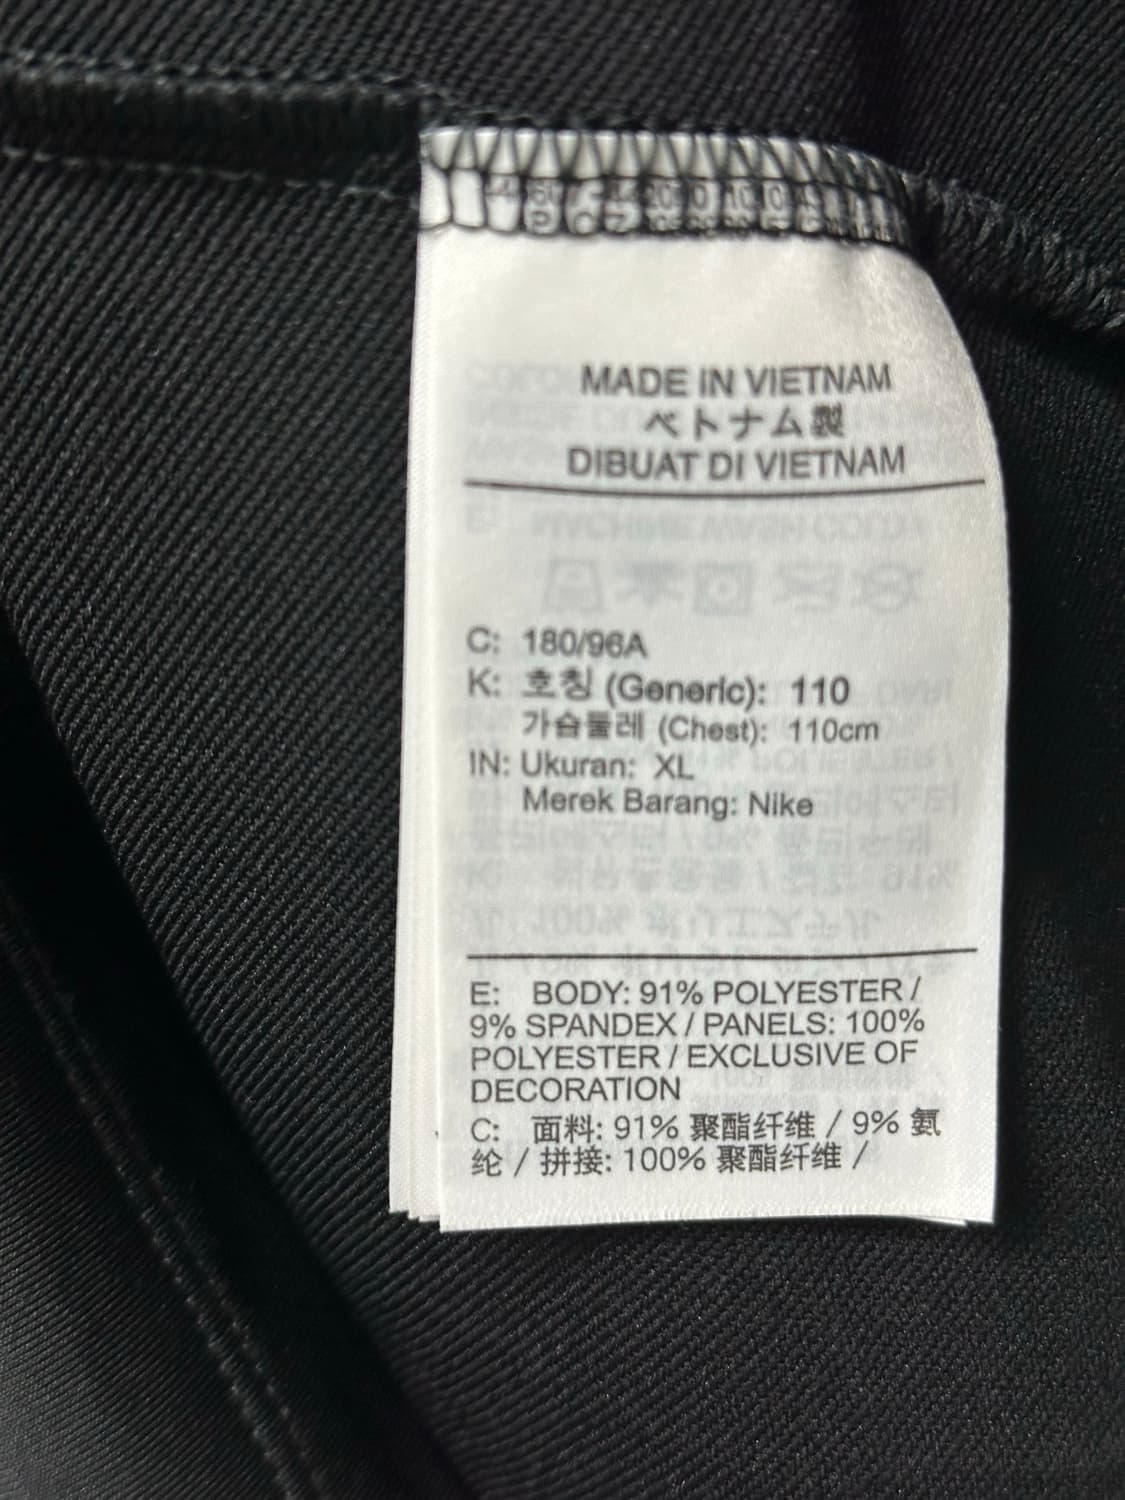 MADE IN VIETNAM
ベトナム製
DIBUAT DI VIETNAM
C: 180/96A
K: 호칭 (Generic): 110
가슴둘레 (Chest): 110cm
IN: Ukuran: XL
Merek Barang: Nike
E: BODY: 91% POLYESTER /
9% SPANDEX / PANELS: 100%
POLYESTER / EXCLUSIVE OF
DECORATION
C: 面料: 91% 聚酯纤维 / 9% 氨
纶 / 拼接: 100% 聚酯纤维 /